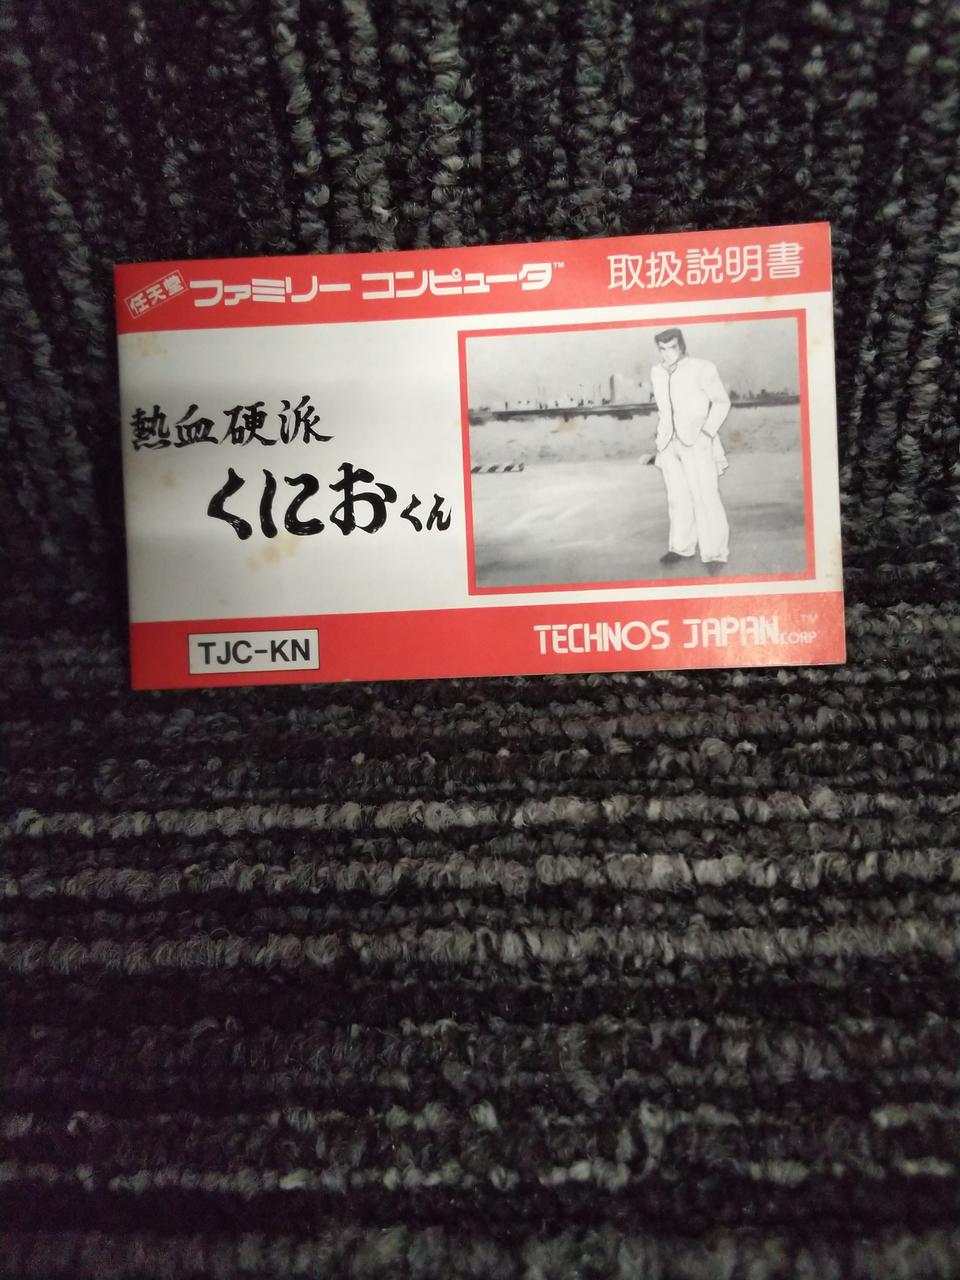 任天堂 ファミリー コンピュータ™ 取扱説明書
熱血硬派
くにおくん
TJC-KN
TECHNOS JAPAN CORP ™